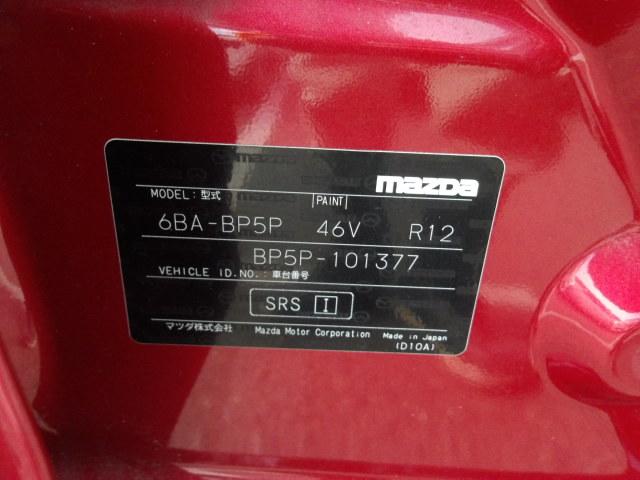 mazda
MODEL:型式 PAINT
6BA-BP5P 46V R12
BP5P-101377
VEHICLE ID.NO.:車台番号
SRS I
マツダ株式会社 Mazda Motor Corporation Made in Japan
(D10A)